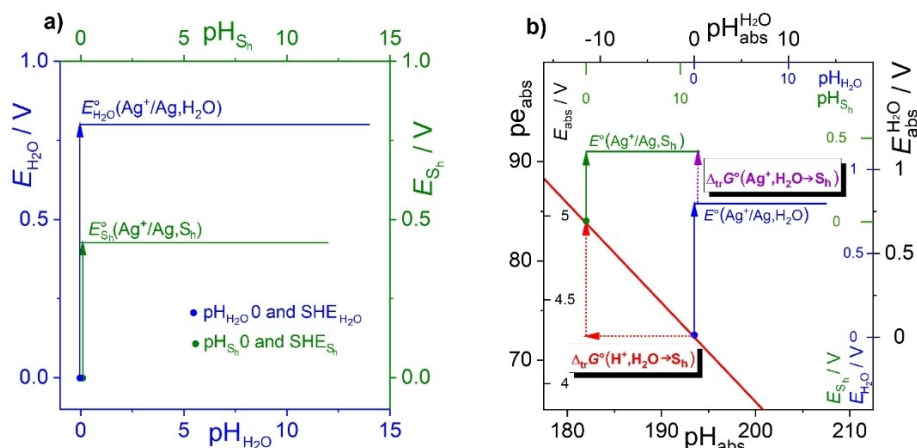 a)
pH_Sh
0 5 10 15
1.0
0.5
0.0
E_H2O / V
E°_H2O(Ag⁺/Ag,H2O)
E°_Sh(Ag⁺/Ag,Sh)
pH_H2O 0 and SHE_H2O
pH_Sh 0 and SHE_Sh
1.0
0.5
0.0
E_Sh / V
0 5 10 15
pH_H2O
b)
-10 0 10
pH_abs^H2O
0 10
pH_H2O
0 10
pH_Sh
pe_abs
90
80
70
E_abs / V
5
4.5
4
E°(Ag⁺/Ag,Sh)
Δ_trG°(Ag⁺,H2O→Sh)
E°(Ag⁺/Ag,H2O)
Δ_trG°(H⁺,H2O→Sh)
0.5
0
E_Sh / V
1
0.5
0
E_H2O / V
1
0
E_abs^H2O / V
180 190 200 210
pH_abs